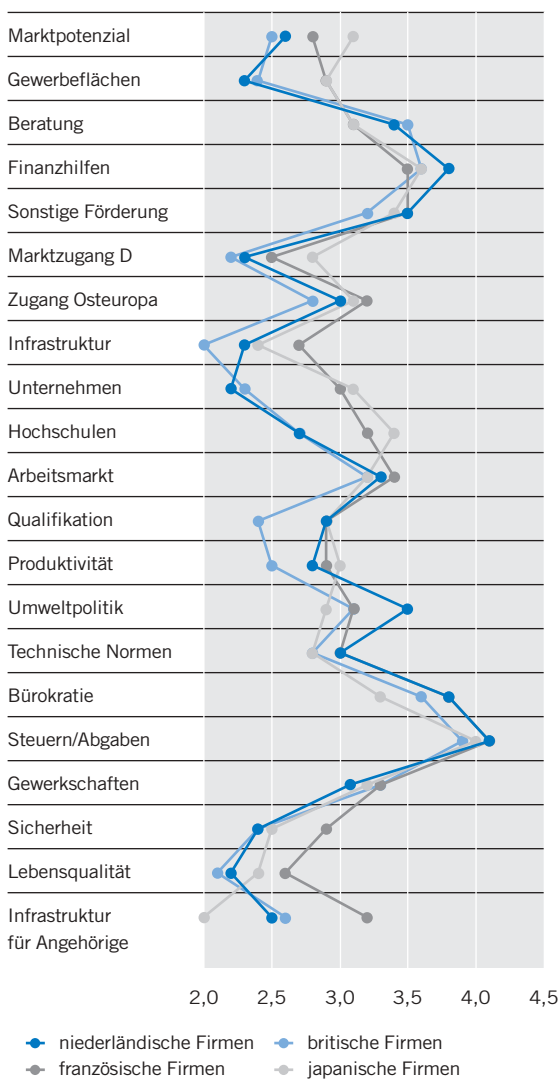 Marktpotenzial
Gewerbeflächen
Beratung
Finanzhilfen
Sonstige Förderung
Marktzugang D
Zugang Osteuropa
Infrastruktur
Unternehmen
Hochschulen
Arbeitsmarkt
Qualifikation
Produktivität
Umweltpolitik
Technische Normen
Bürokratie
Steuern/Abgaben
Gewerkschaften
Sicherheit
Lebensqualität
Infrastruktur
für Angehörige
2,0 2,5 3,0 3,5 4,0 4,5
niederländische Firmen britische Firmen
französische Firmen japanische Firmen